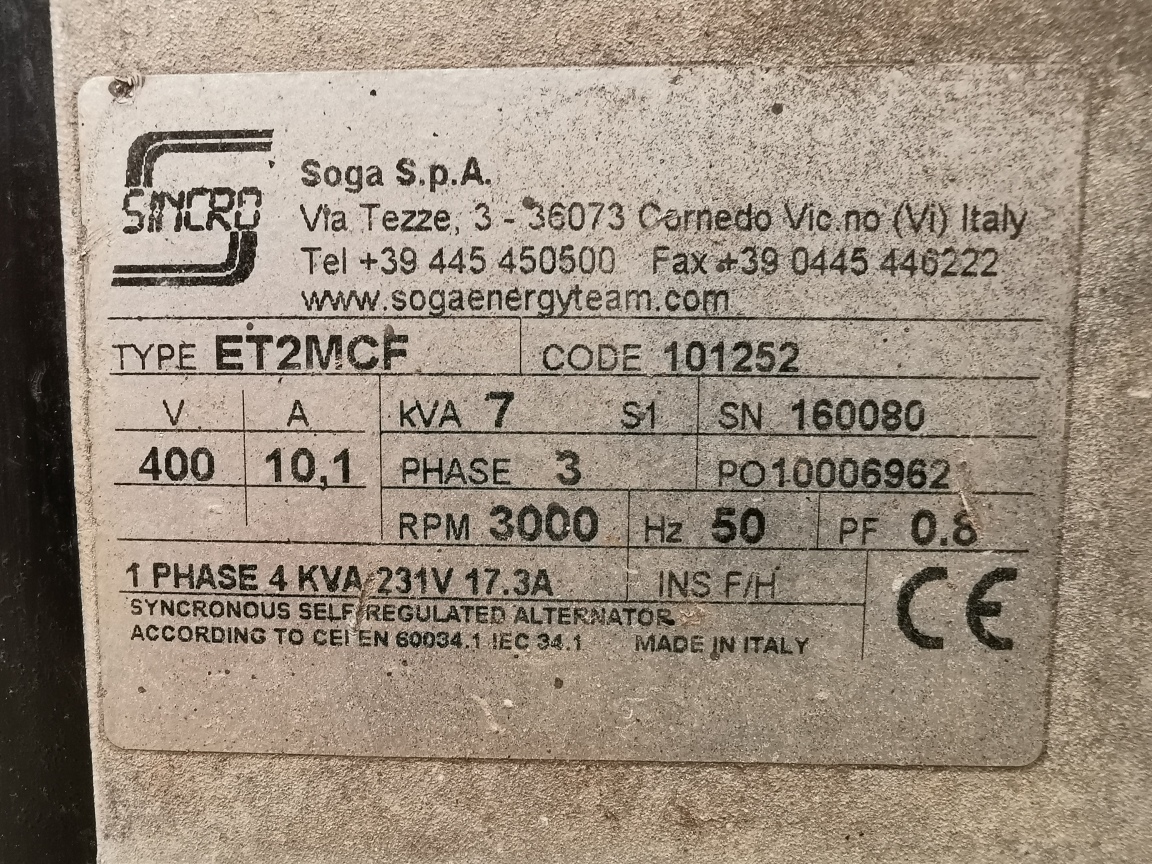 SINCRO
Soga S.p.A.
Via Tezze, 3 - 36073 Cornedo Vic.no (Vi) Italy
Tel +39 445 450500 Fax +39 0445 446222
www.sogaenergyteam.com
TYPE ET2MCF CODE 101252
V A kVA 7 S1 SN 160080
400 10,1 PHASE 3 PO10006962
RPM 3000 Hz 50 PF 0.8
1 PHASE 4 KVA 231V 17.3A INS F/H
SYNCRONOUS SELF REGULATED ALTERNATOR
ACCORDING TO CEI EN 60034.1 IEC 34.1 MADE IN ITALY
CE